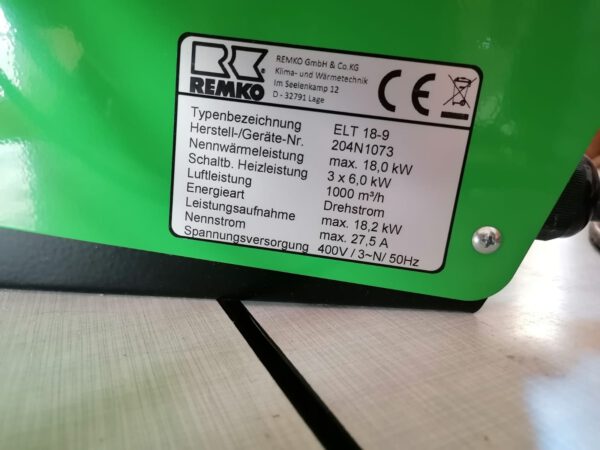 REMKO
REMKO GmbH & Co.KG
Klima- und Wärmetechnik
Im Seelenkamp 12
D - 32791 Lage
CE
Typenbezeichnung ELT 18-9
Herstell-/Geräte-Nr. 204N1073
Nennwärmeleistung max. 18,0 kW
Schaltb. Heizleistung 3 x 6,0 kW
Luftleistung 1000 m³/h
Energieart Drehstrom
Leistungsaufnahme max. 18,2 kW
Nennstrom max. 27,5 A
Spannungsversorgung 400V / 3~N/ 50Hz